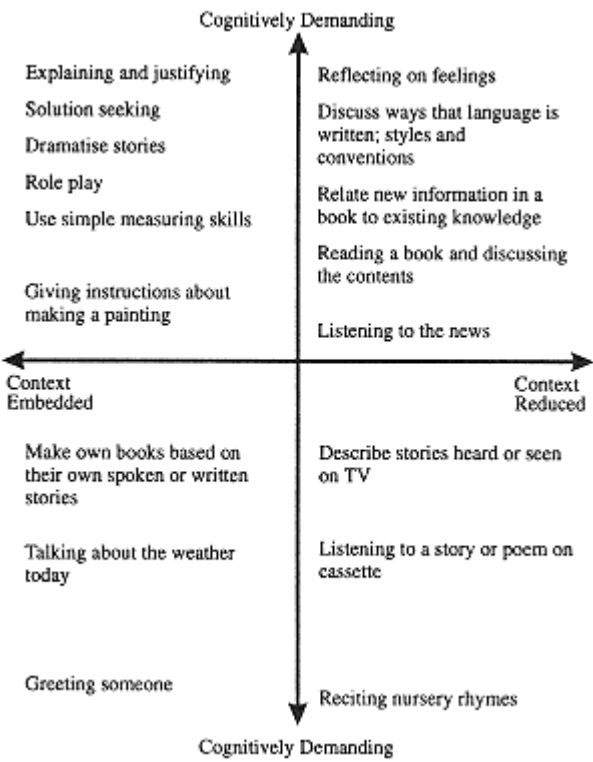 Cognitively Demanding
Explaining and justifying
Solution seeking
Dramatise stories
Role play
Use simple measuring skills
Giving instructions about
making a painting
Reflecting on feelings
Discuss ways that language is
written; styles and
conventions
Relate new information in a
book to existing knowledge
Reading a book and discussing
the contents
Listening to the news
Context
Embedded
Context
Reduced
Make own books based on
their own spoken or written
stories
Talking about the weather
today
Greeting someone
Describe stories heard or seen
on TV
Listening to a story or poem on
cassette
Reciting nursery rhymes
Cognitively Demanding